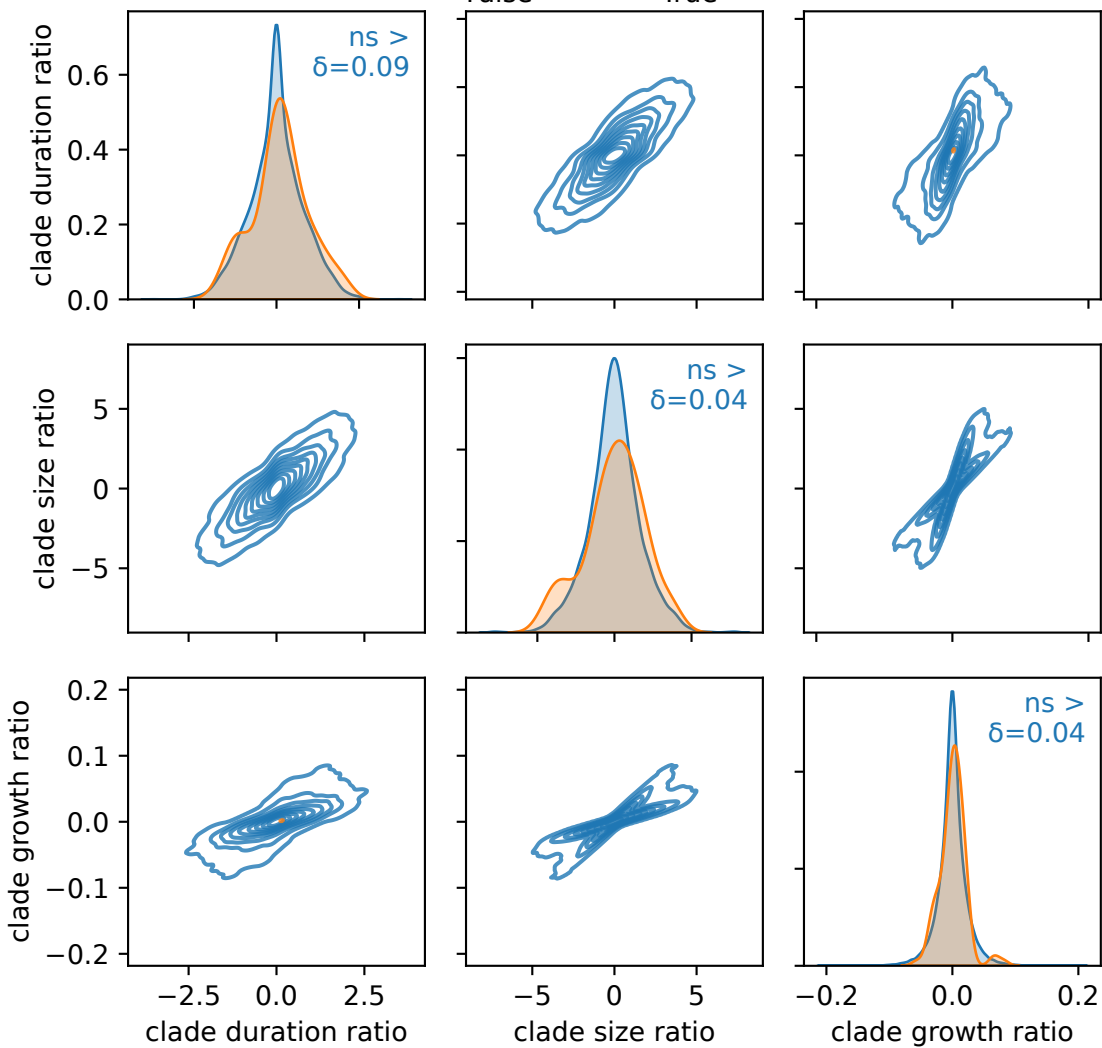 clade duration ratio
0.6
0.4
0.2
0.0
ns >
δ=0.09
clade size ratio
5
0
−5
ns >
δ=0.04
clade growth ratio
0.2
0.1
0.0
−0.1
−0.2
ns >
δ=0.04
−2.5 0.0 2.5
−5 0 5
−0.2 0.0 0.2
clade duration ratio
clade size ratio
clade growth ratio